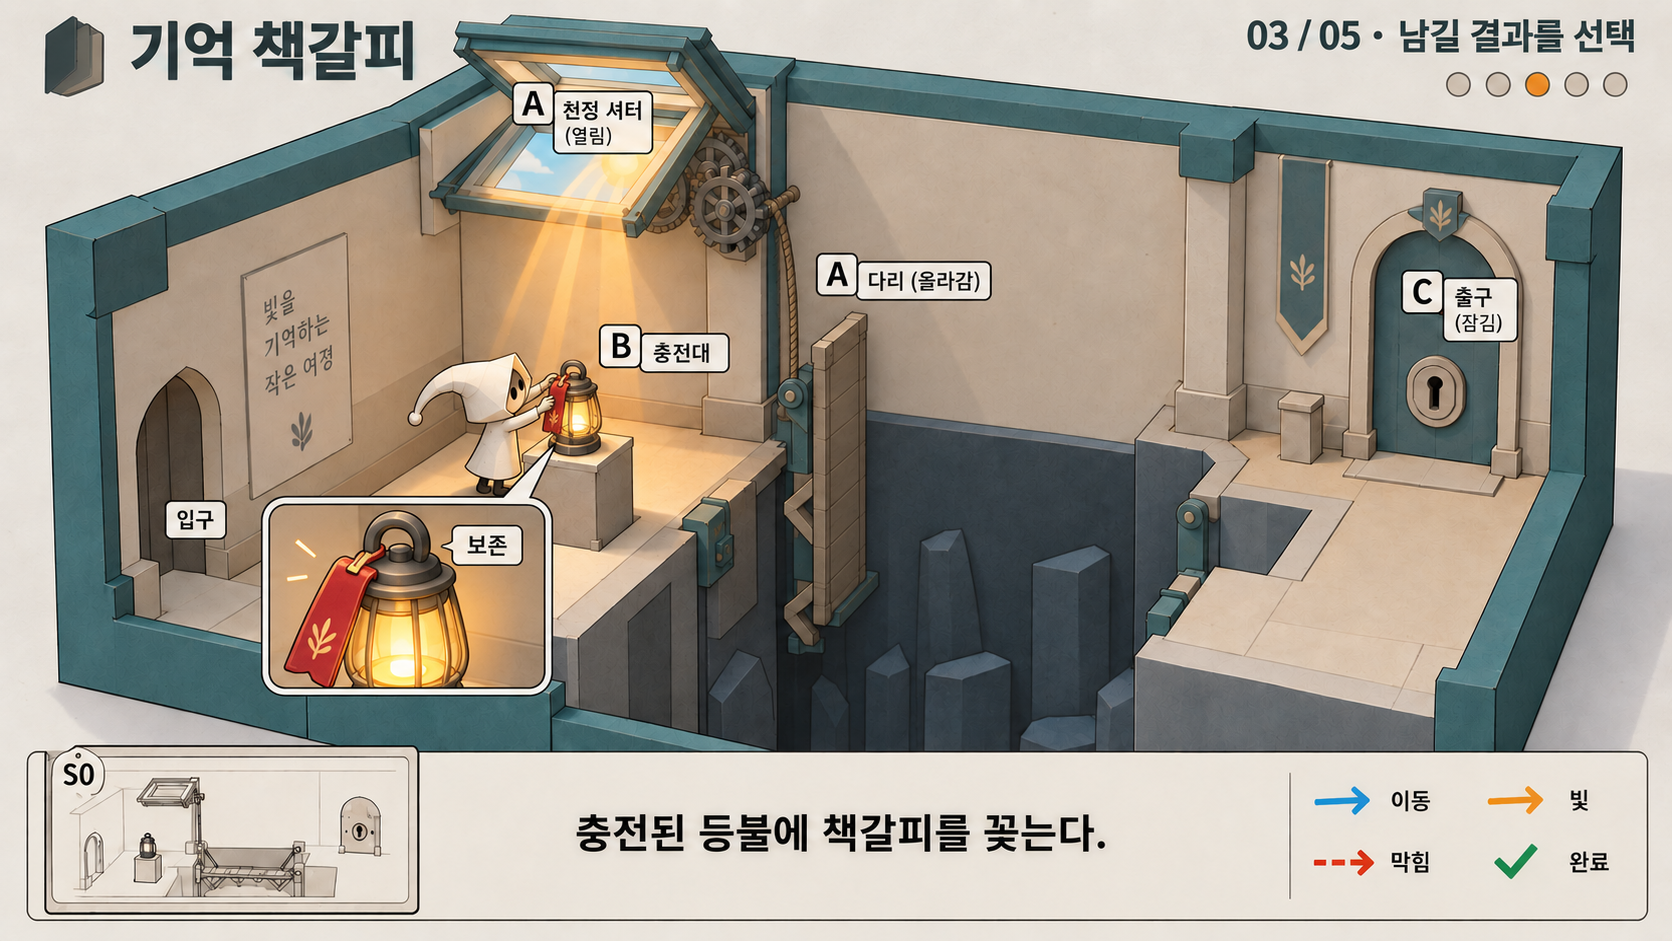 기억 책갈피
03 / 05 • 남길 결과를 선택
A
천정 셔터
(열림)
A
다리 (올라감)
C
출구
(잠김)
B
충전대
빛을
기억하는
작은 여정
입구
보존
S0
충전된 등불에 책갈피를 꽂는다.
이동
빛
막힘
완료